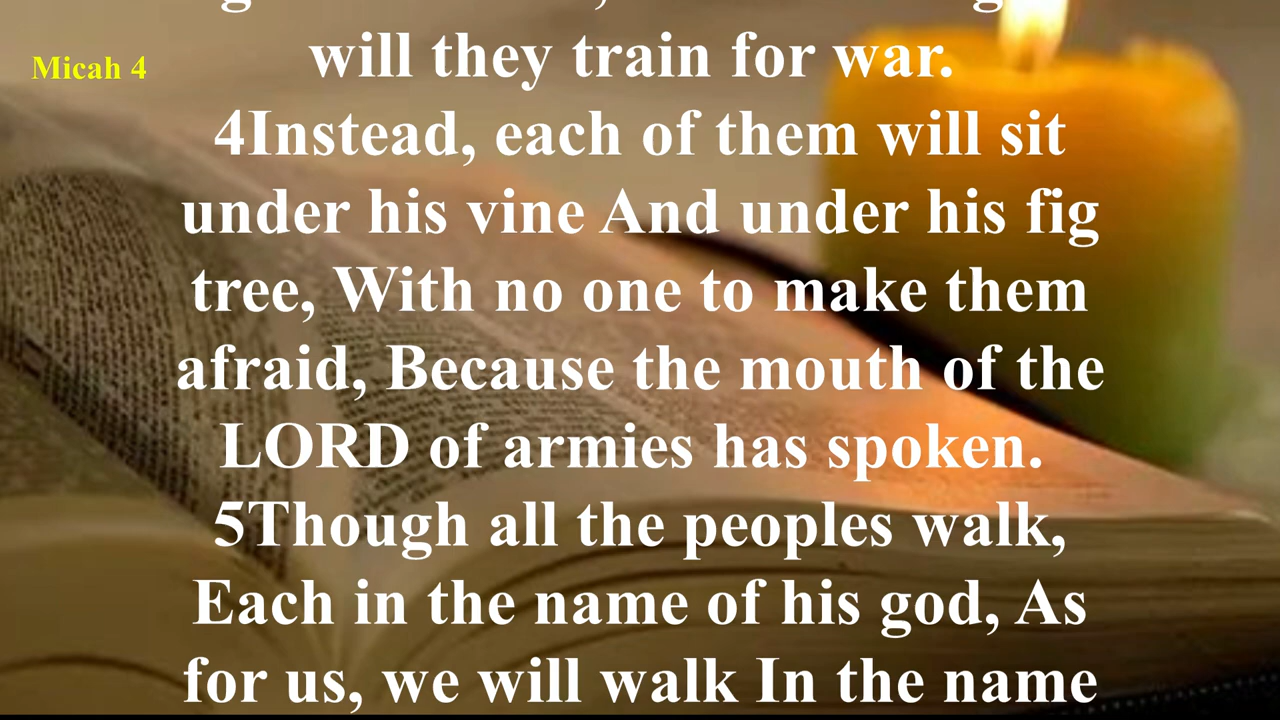 Micah 4
will they train for war.
4Instead, each of them will sit
under his vine And under his fig
tree, With no one to make them
afraid, Because the mouth of the
LORD of armies has spoken.
5Though all the peoples walk,
Each in the name of his god, As
for us, we will walk In the name